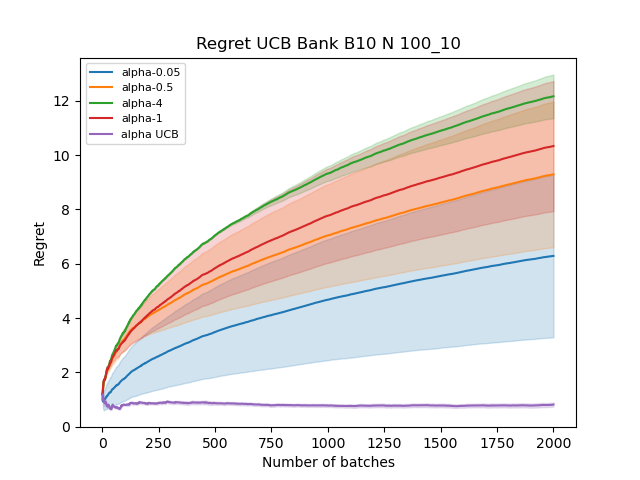 Regret UCB Bank B10 N 100_10
alpha-0.05
alpha-0.5
alpha-4
alpha-1
alpha UCB
12
10
8
6
4
2
0
Regret
0 250 500 750 1000 1250 1500 1750 2000
Number of batches